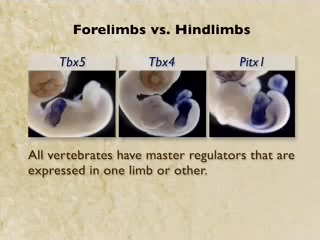 Forelimbs vs. Hindlimbs
Tbx5 Tbx4 Pitx1
All vertebrates have master regulators that are
expressed in one limb or other.